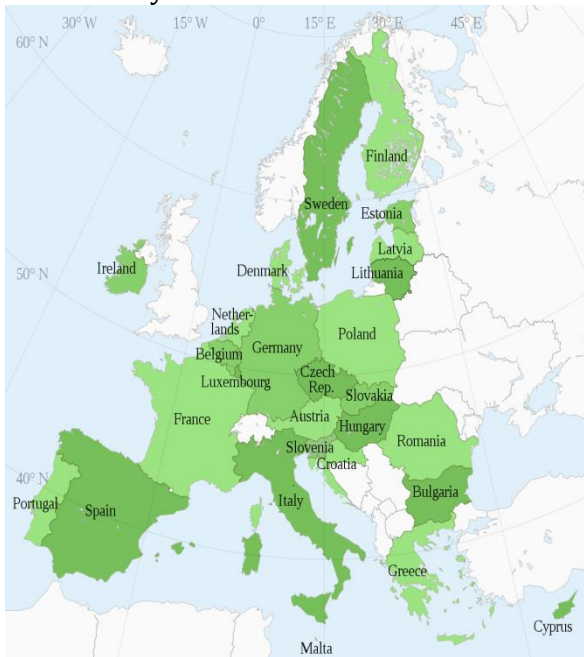 30° W
15° W
0°
15° E
30° E
45° E
60° N
Finland
Sweden
Estonia
Latvia
Ireland
Denmark
Lithuania
50° N
Nether-
lands
Poland
Belgium
Germany
Czech
Rep.
Luxembourg
Slovakia
France
Austria
Hungary
Romania
Slovenia
Croatia
40° N
Portugal
Spain
Italy
Bulgaria
Greece
Cyprus
Malta